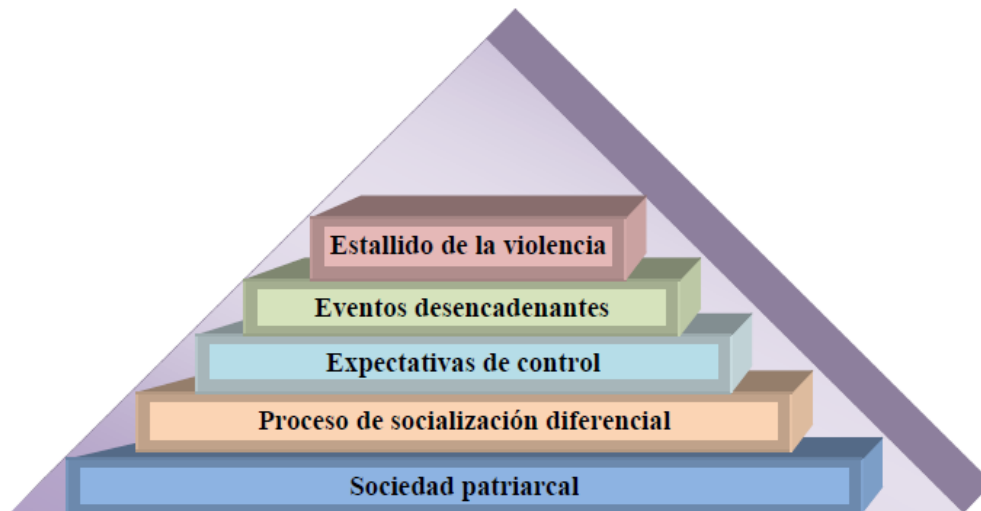 Estallido de la violencia
Eventos desencadenantes
Expectativas de control
Proceso de socialización diferencial
Sociedad patriarcal